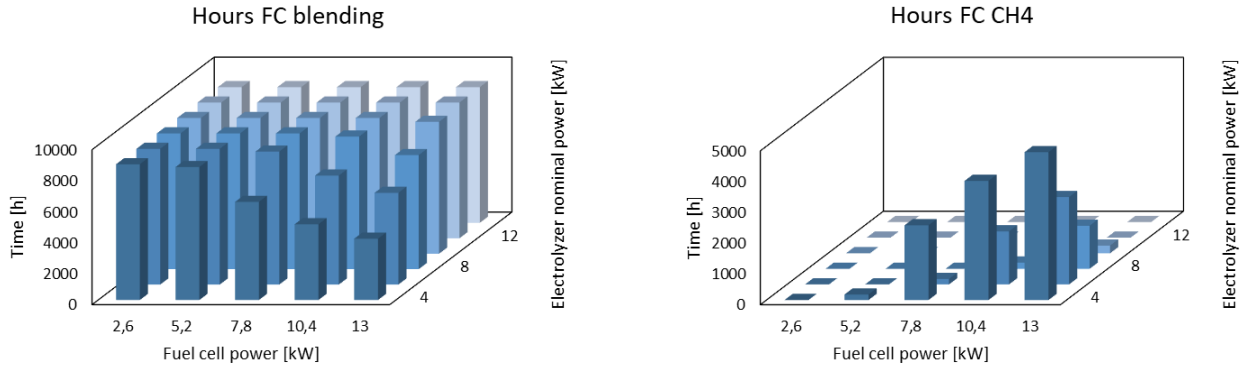 Hours FC blending
Electrolyzer nominal power [kW]
Time [h]
10000
8000
6000
4000
2000
0
12
8
4
2,6 5,2 7,8 10,4 13
Fuel cell power [kW]
Hours FC CH4
Electrolyzer nominal power [kW]
Time [h]
5000
4000
3000
2000
1000
0
12
8
4
2,6 5,2 7,8 10,4 13
Fuel cell power [kW]